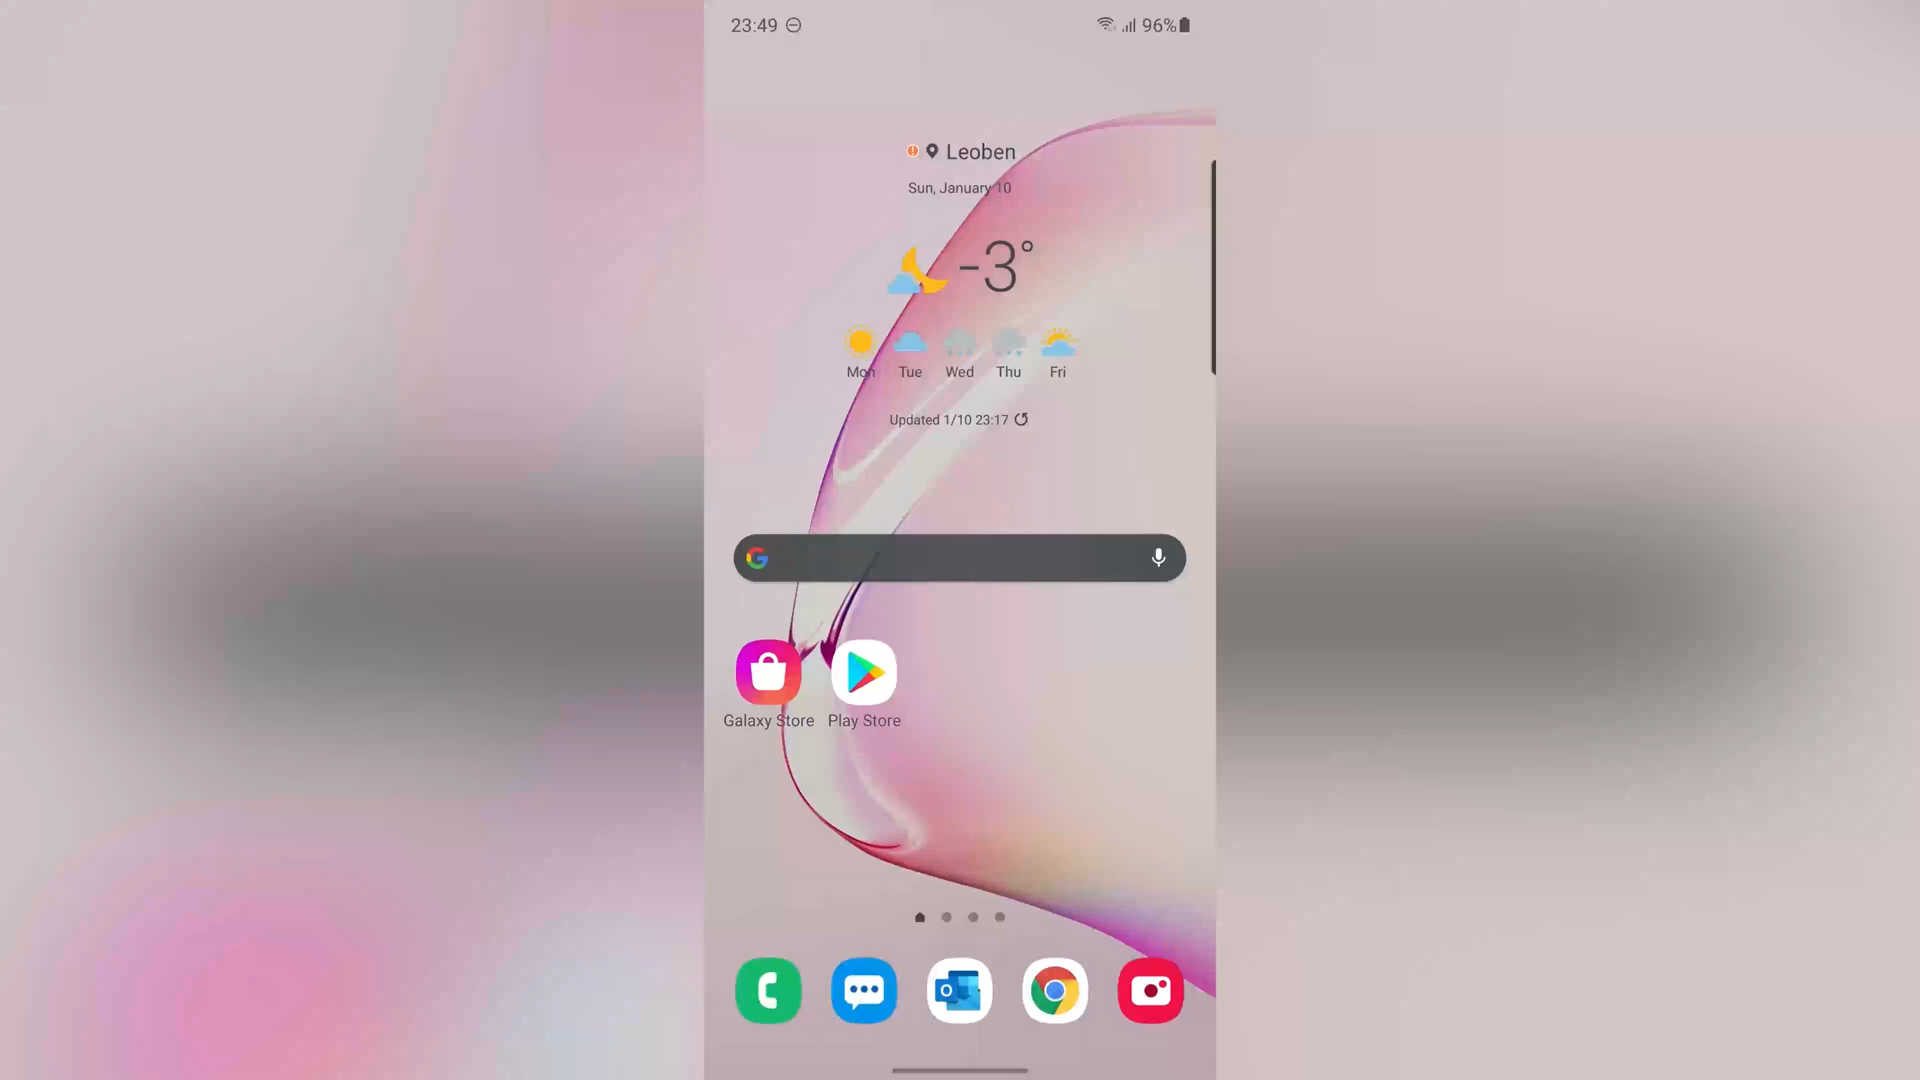 23:49
96%
Leoben
Sun, January 10
-3°
Mon Tue Wed Thu Fri
Updated 1/10 23:17
Galaxy Store Play Store